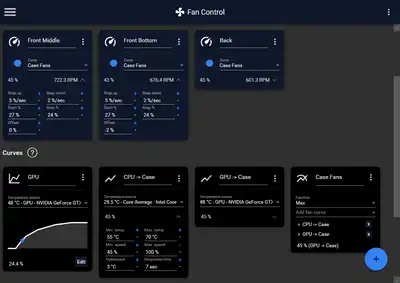 Fan Control
Front Middle
Front Bottom
Back
Curve
Case Fans
Curve
Case Fans
Curve
Case Fans
45 %
722.3 RPM
43 %
676.4 RPM
45 %
601.3 RPM
Step up
Step down
5 %/sec
2 %/sec
Start %
Stop %
27 %
24 %
Offset
0 %
Step up
Step down
5 %/sec
2 %/sec
Start %
Stop %
27 %
24 %
Offset
-2 %
Curves
?
GPU
CPU -> Case
GPU -> Case
Case Fans
Temperature source
48 °C - GPU - NVIDIA GeForce GT
Temperature source
29.5 °C - Core Average - Intel Core
Temperature source
48 °C - GPU - NVIDIA GeForce GT
Function
Max
Add fan curve
CPU -> Case
GPU -> Case
45 % (GPU -> Case)
45 %
45 %
Min. temp
Max. temp
55 °C
70 °C
Min. speed
Max. speed
45 %
100 %
Hysteresis
Response time
3 °C
7 sec
24.4 %
Edit